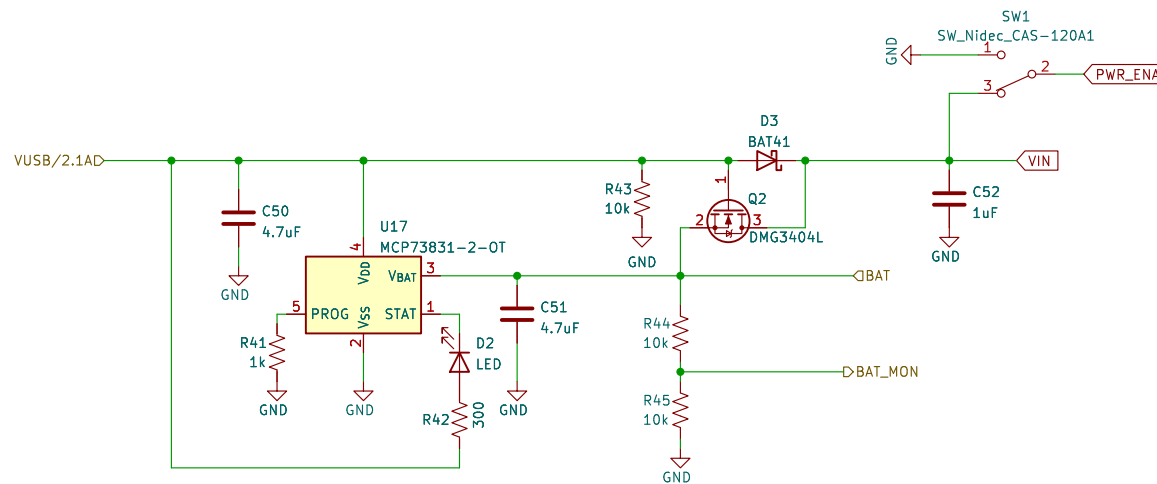 SW1
SW_Nidec_CAS-120A1
GND
1
2
PWR_ENA
3
D3
BAT41
VUSB/2.1A
VIN
R43
10k
1
Q2
2
3
DMG3404L
C52
1uF
C50
4.7uF
U17
MCP73831-2-OT
4
GND
GND
GND
VDD
VBAT
3
BAT
5
PROG
VSS
STAT
1
C51
4.7uF
2
R44
10k
R41
1k
D2
LED
BAT_MON
GND
GND
GND
R42
300
R45
10k
GND